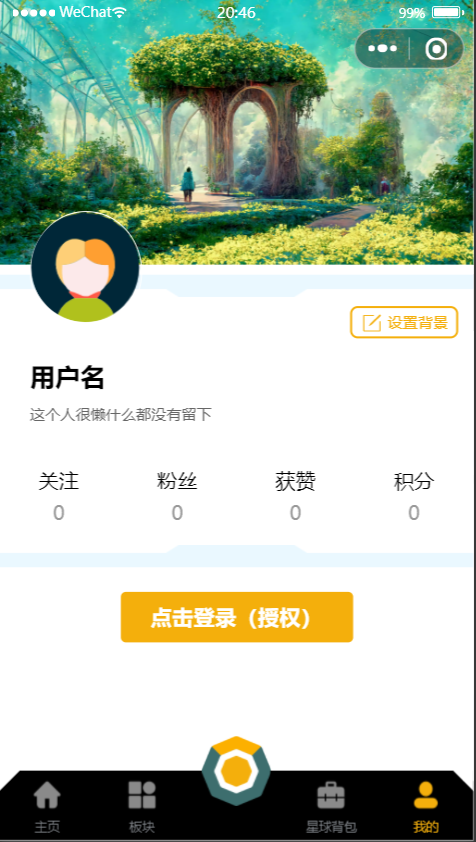 WeChat 20:46 99%
设置背景
用户名
这个人很懒什么都没有留下
关注 粉丝 获赞 积分
0 0 0 0
点击登录（授权）
主页 板块 星球背包 我的